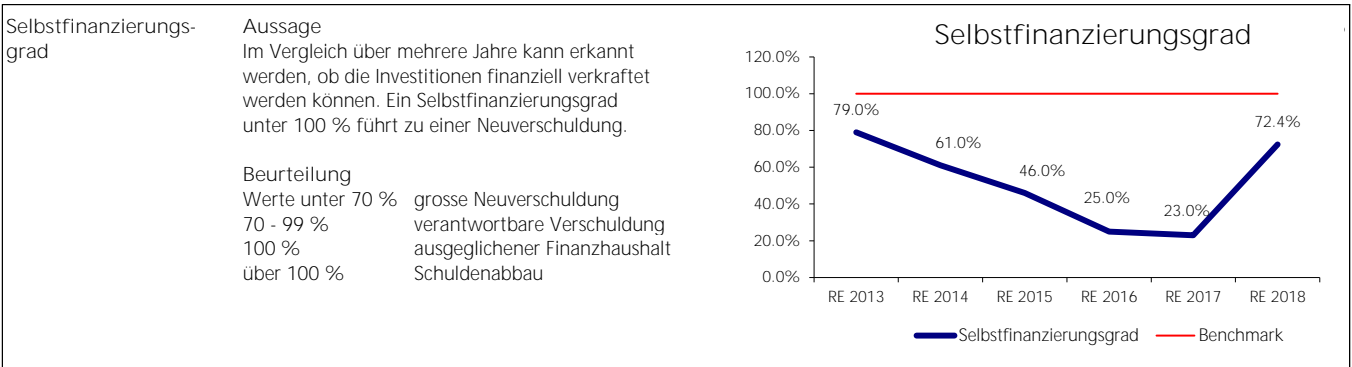 Selbstfinanzierungs-
grad
Aussage
Im Vergleich über mehrere Jahre kann erkannt
werden, ob die Investitionen finanziell verkraftet
werden können. Ein Selbstfinanzierungsgrad
unter 100 % führt zu einer Neuverschuldung.
Beurteilung
Werte unter 70 % grosse Neuverschuldung
70 - 99 % verantwortbare Verschuldung
100 % ausgeglichener Finanzhaushalt
über 100 % Schuldenabbau
Selbstfinanzierungsgrad
120.0%
100.0%
80.0%
60.0%
40.0%
20.0%
0.0%
79.0%
61.0%
46.0%
25.0%
23.0%
72.4%
RE 2013 RE 2014 RE 2015 RE 2016 RE 2017 RE 2018
Selbstfinanzierungsgrad Benchmark